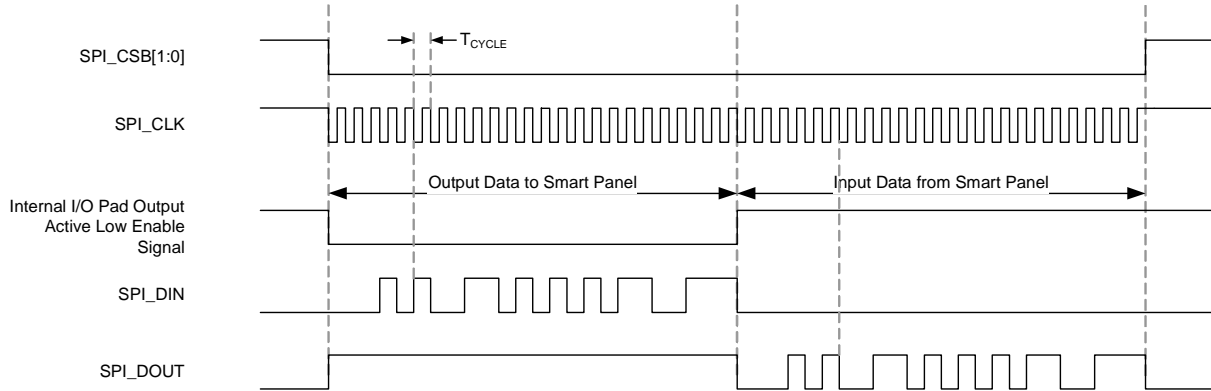 SPI_CSB[1:0]
TCYCLE
SPI_CLK
Output Data to Smart Panel
Input Data from Smart Panel
Internal I/O Pad Output
Active Low Enable
Signal
SPI_DIN
SPI_DOUT